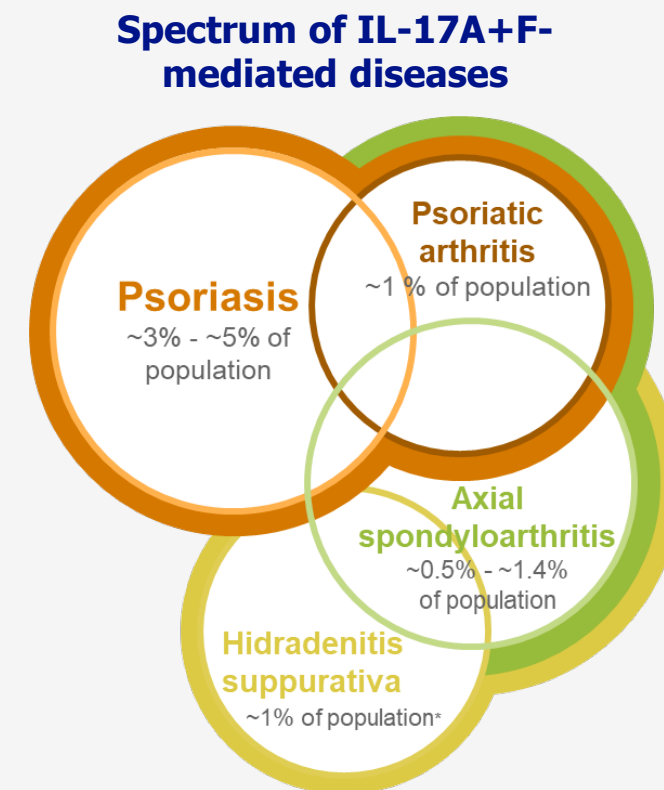 Spectrum of IL-17A+F-
mediated diseases
Psoriatic
arthritis
~1 % of population
Psoriasis
~3% - ~5% of
population
Axial
spondyloarthritis
~0.5% - ~1.4%
of population
Hidradenitis
suppurativa
~1% of population*